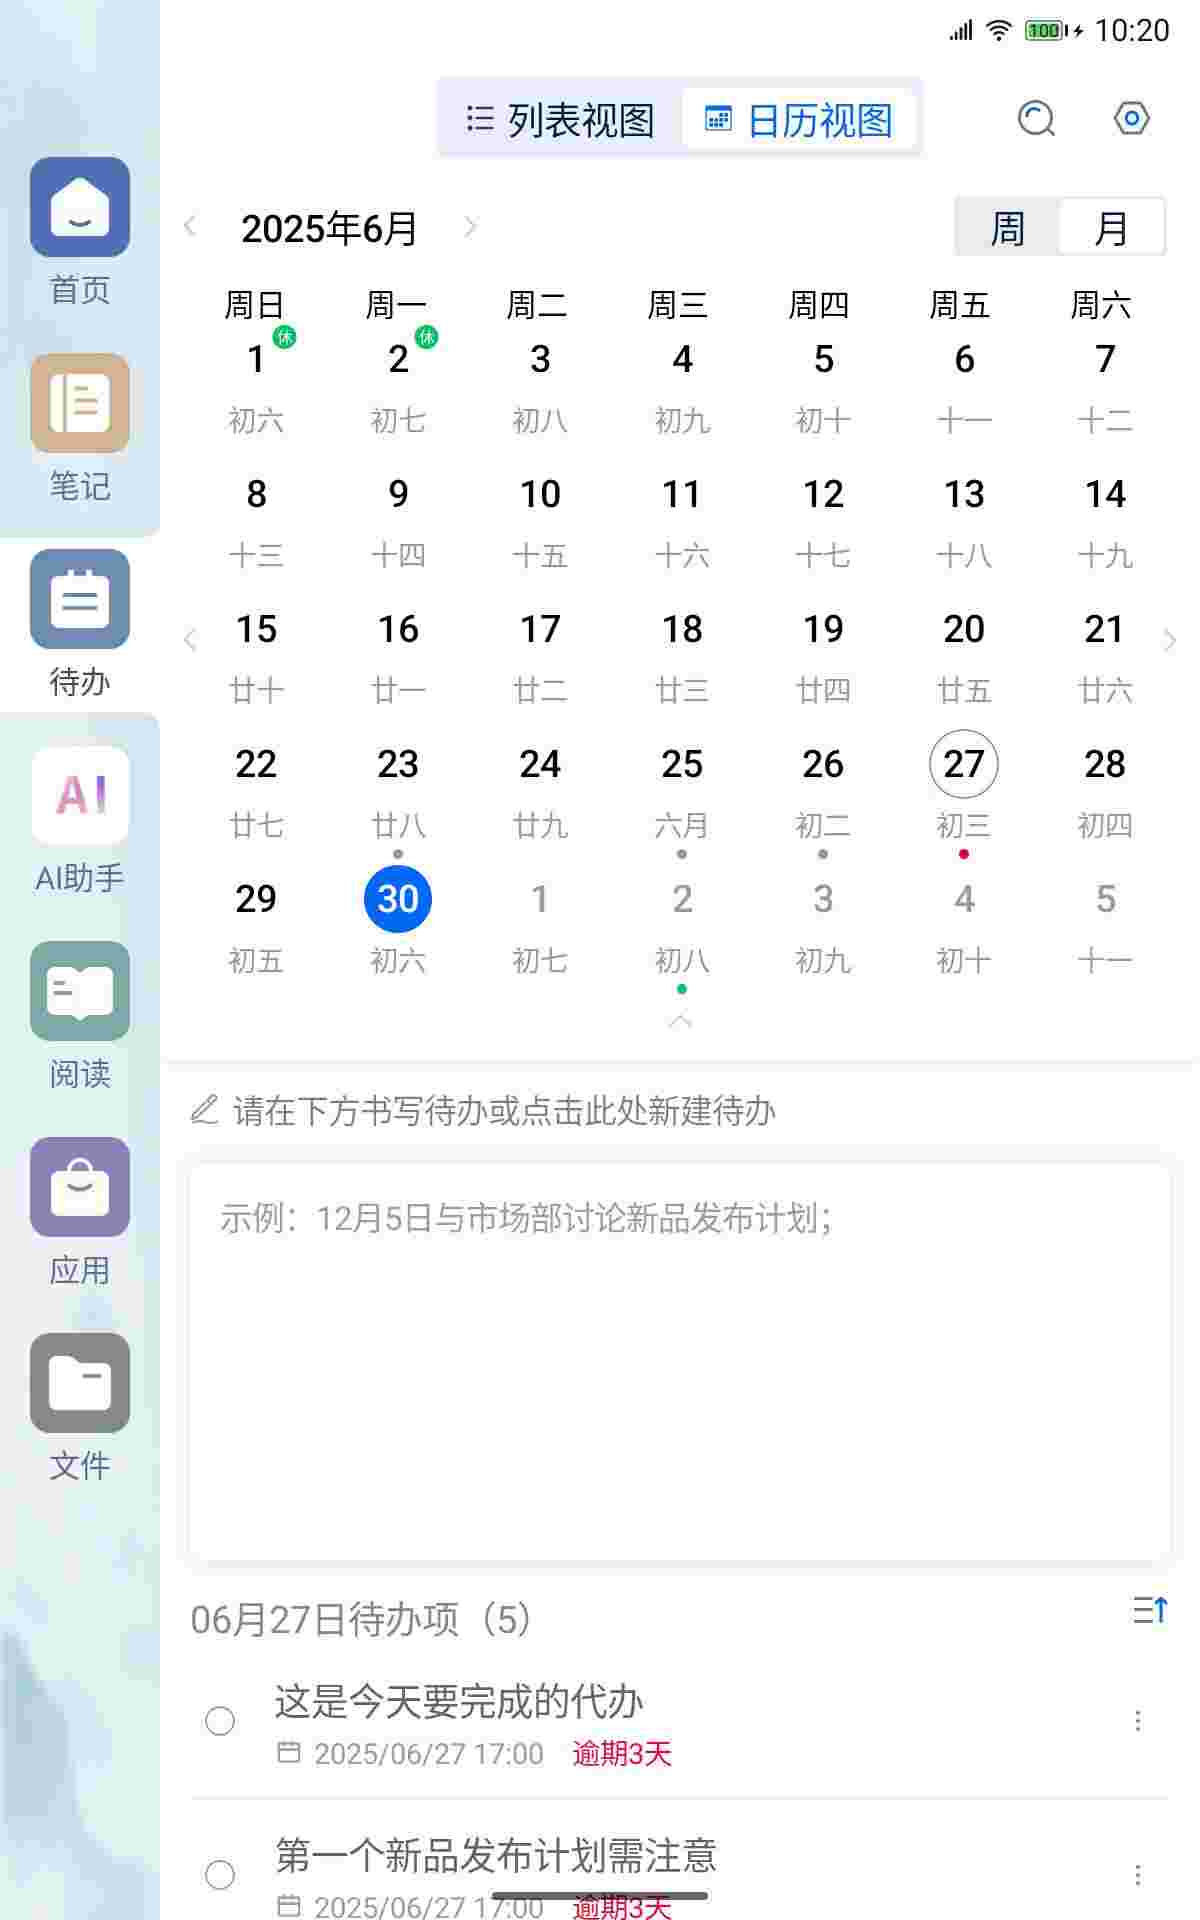 100 10:20
列表视图 日历视图
2025年6月 周 月
周日 周一 周二 周三 周四 周五 周六
休 休
1 2 3 4 5 6 7
初六 初七 初八 初九 初十 十一 十二
8 9 10 11 12 13 14
十三 十四 十五 十六 十七 十八 十九
15 16 17 18 19 20 21
廿十 廿一 廿二 廿三 廿四 廿五 廿六
22 23 24 25 26 27 28
廿七 廿八 廿九 六月 初二 初三 初四
29 30 1 2 3 4 5
初五 初六 初七 初八 初九 初十 十一
请在下方书写待办或点击此处新建待办
示例：12月5日与市场部讨论新品发布计划；
06月27日待办项（5）
这是今天要完成的代办
2025/06/27 17:00 逾期3天
第一个新品发布计划需注意
2025/06/27 17:00 逾期3天
首页
笔记
待办
AI
AI助手
阅读
应用
文件